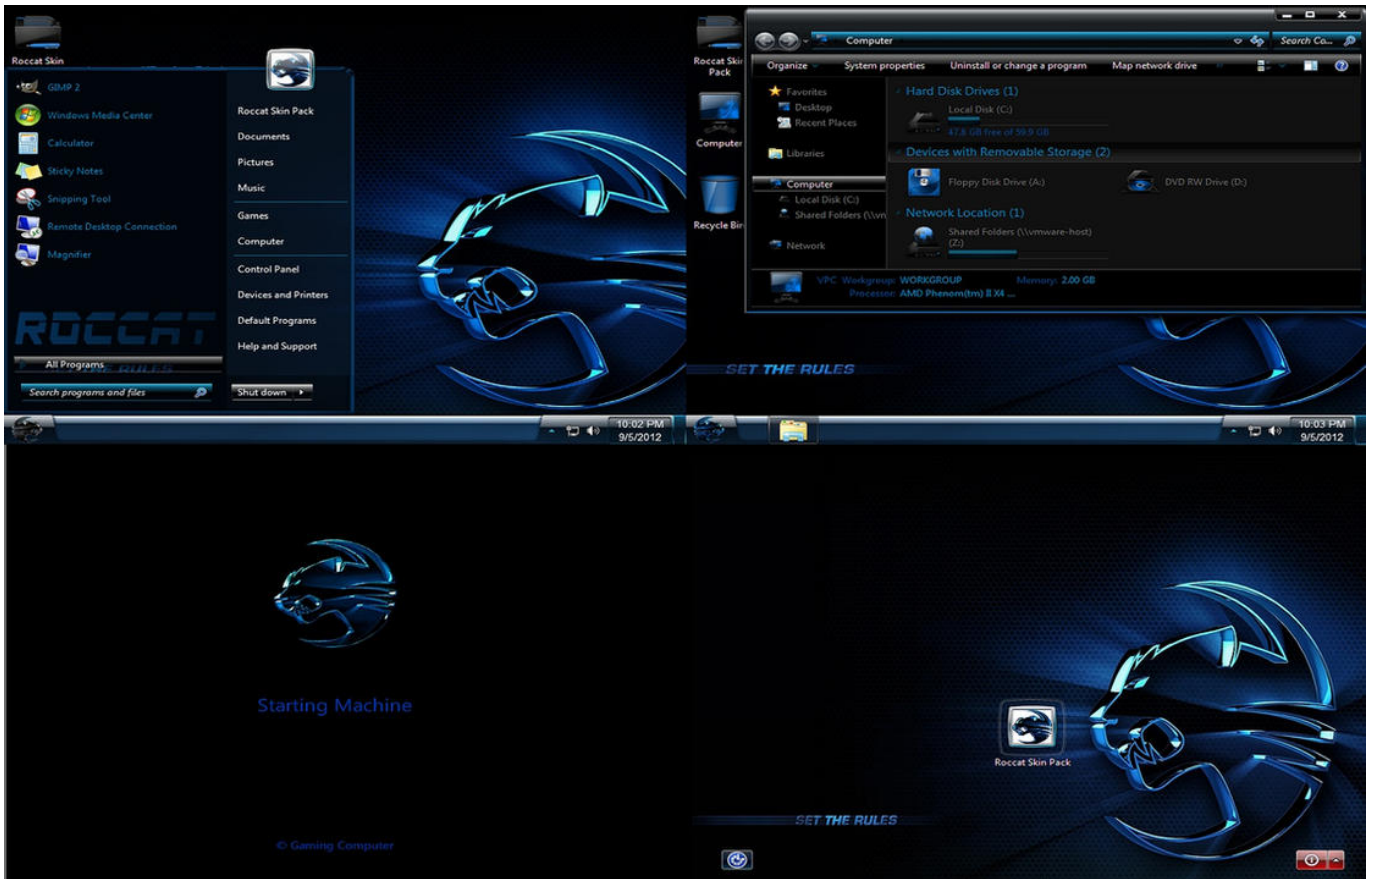 Roccat Skin
GIMP 2
Windows Media Center
Calculator
Sticky Notes
Snipping Tool
Remote Desktop Connection
Magnifier
ROCCAT
All Programs
THE RULES
Search programs and files
Roccat Skin Pack
Documents
Pictures
Music
Games
Computer
Control Panel
Devices and Printers
Default Programs
Help and Support
Shut down
10:02 PM
9/5/2012
Roccat Skin
Pack
Computer
Recycle Bin
Computer
Search Co...
Organize
System properties
Uninstall or change a program
Map network drive
Favorites
Desktop
Recent Places
Libraries
Computer
Local Disk (C:)
Shared Folders (\\vn
Network
Hard Disk Drives (1)
Local Disk (C:)
47.8 GB free of 59.9 GB
Devices with Removable Storage (2)
Floppy Disk Drive (A:)
DVD RW Drive (D:)
Network Location (1)
Shared Folders (\\vmware-host)
(Z:)
VPC Workgroup: WORKGROUP
Memory: 2.00 GB
Processor: AMD Phenom(tm) II X4 ...
SET THE RULES
10:03 PM
9/5/2012
Starting Machine
© Gaming Computer
Roccat Skin Pack
SET THE RULES